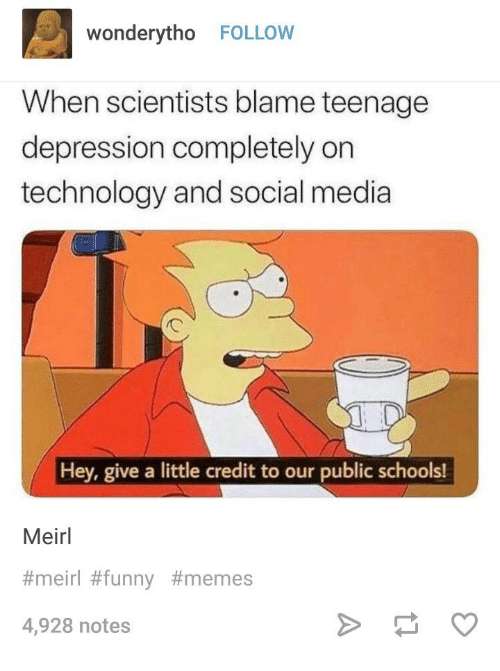 wonderytho FOLLOW
When scientists blame teenage
depression completely on
technology and social media
Hey, give a little credit to our public schools!
Meirl
#meirl #funny #memes
4,928 notes